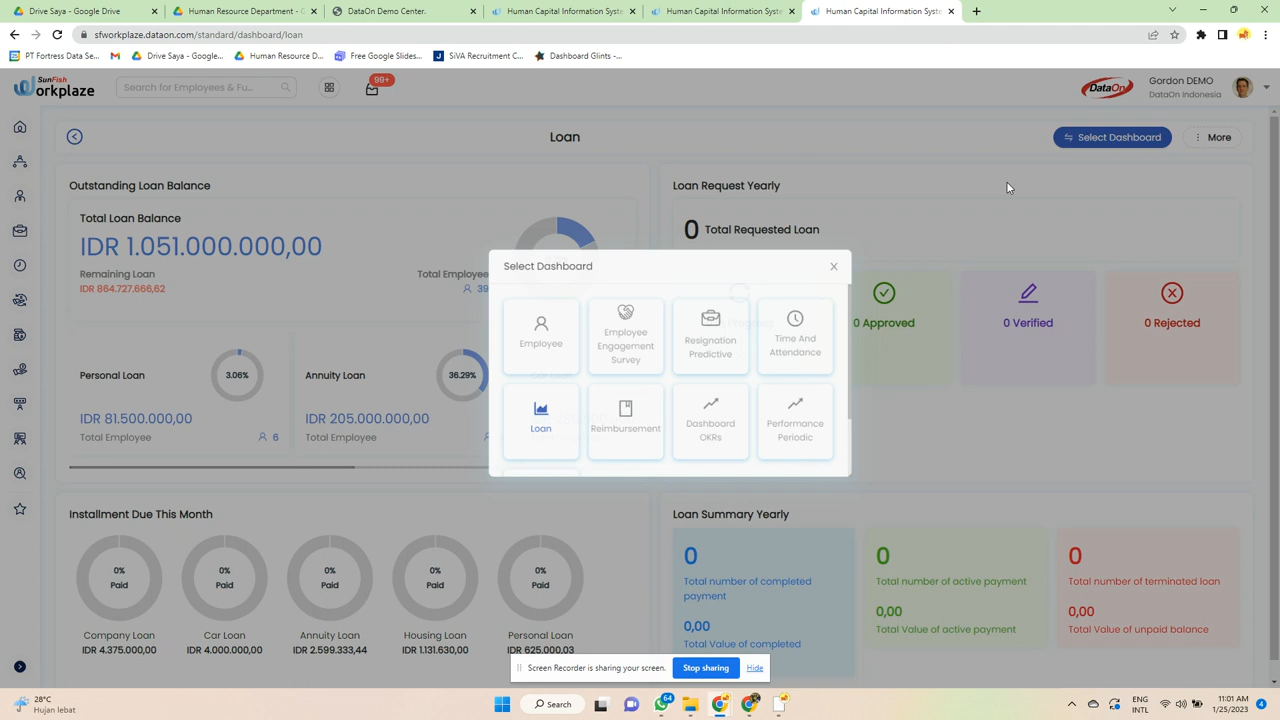 Drive Saya - Google Drive
Human Resource Department - G
DataOn Demo Center.
Human Capital Information Syste
Human Capital Information Syste
Human Capital Information Syste
sfworkplaze.dataon.com/standard/dashboard/loan
PT Fortress Data Se...
Drive Saya - Google...
Human Resource D...
Free Google Slides...
SiVA Recruitment C...
Dashboard Glints -...
SunFish
orkplaze
Search for Employees & Fu...
99+
DataOn
Gordon DEMO
DataOn Indonesia
Loan
Select Dashboard
More
Outstanding Loan Balance
Total Loan Balance
IDR 1.051.000.000,00
Remaining Loan
IDR 864.727.666,62
Total Employee
39
Personal Loan
3.06%
IDR 81.500.000,00
Total Employee
6
Annuity Loan
36.29%
IDR 205.000.000,00
Total Employee
Loan Request Yearly
0 Total Requested Loan
0 Approved
0 Verified
0 Rejected
Select Dashboard
X
Employee
Employee
Engagement
Survey
Resignation
Predictive
Time And
Attendance
Loan
Reimbursement
Dashboard
OKRs
Performance
Periodic
Installment Due This Month
0%
Paid
0%
Paid
0%
Paid
0%
Paid
0%
Paid
Company Loan
IDR 4.375.000,00
Car Loan
IDR 4.000.000,00
Annuity Loan
IDR 2.599.333,44
Housing Loan
IDR 1.131.630,00
Personal Loan
IDR 625.000,03
Loan Summary Yearly
0
Total number of completed
payment
0,00
Total Value of completed
0
Total number of active payment
0,00
Total Value of active payment
0
Total number of terminated loan
0,00
Total Value of unpaid balance
Screen Recorder is sharing your screen.
Stop sharing
Hide
28°C
Hujan lebat
Search
64
ENG
INTL
11:01 AM
1/25/2023
4